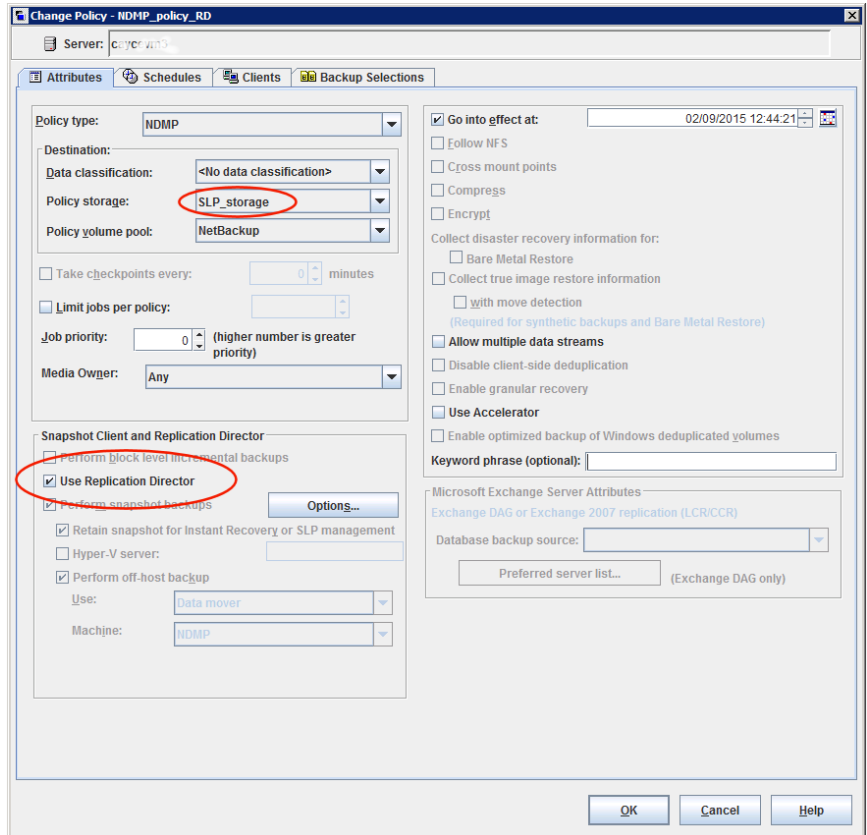 Change Policy - NDMP_policy_RD
Server:
Attributes
Schedules
Clients
Backup Selections
Policy type: NDMP
Destination:
Data classification: <No data classification>
Policy storage: SLP_storage
Policy volume pool: NetBackup
Take checkpoints every: 0 minutes
Limit jobs per policy:
Job priority: 0 (higher number is greater
priority)
Media Owner: Any
Snapshot Client and Replication Director
Perform block level incremental backups
Use Replication Director
Perform snapshot backups Options...
Retain snapshot for Instant Recovery or SLP management
Hyper-V server:
Perform off-host backup
Use: Data mover
Machine: NDMP
Go into effect at: 02/09/2015 12:44:21
Follow NFS
Cross mount points
Compress
Encrypt
Collect disaster recovery information for:
Bare Metal Restore
Collect true image restore information
with move detection
(Required for synthetic backups and Bare Metal Restore)
Allow multiple data streams
Disable client-side deduplication
Enable granular recovery
Use Accelerator
Enable optimized backup of Windows deduplicated volumes
Keyword phrase (optional):
Microsoft Exchange Server Attributes
Exchange DAG or Exchange 2007 replication (LCR/CCR)
Database backup source:
Preferred server list... (Exchange DAG only)
OK
Cancel
Help